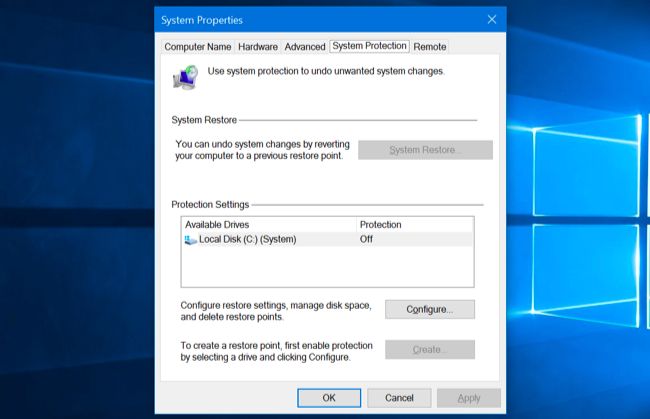 System Properties
Computer Name Hardware Advanced System Protection Remote
Use system protection to undo unwanted system changes.
System Restore
You can undo system changes by reverting
your computer to a previous restore point.
System Restore...
Protection Settings
Available Drives Protection
Local Disk (C:) (System) Off
Configure restore settings, manage disk space,
and delete restore points.
Configure...
To create a restore point, first enable protection
by selecting a drive and clicking Configure.
Create...
OK Cancel Apply